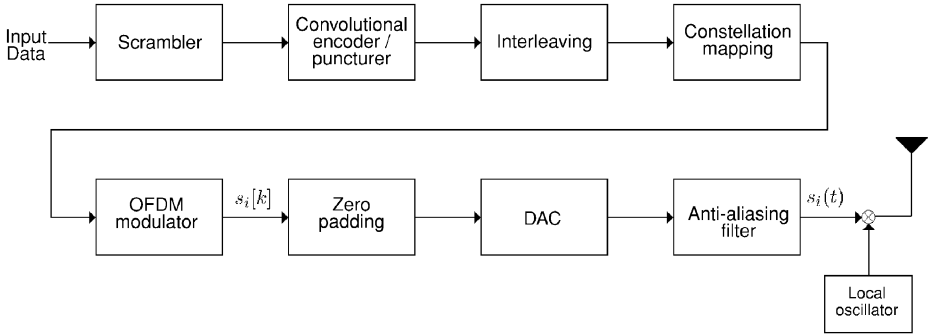 Input
Data
Scrambler
Convolutional
encoder /
puncturer
Interleaving
Constellation
mapping
OFDM
modulator
s_i[k]
Zero
padding
DAC
Anti-aliasing
filter
s_i(t)
Local
oscillator